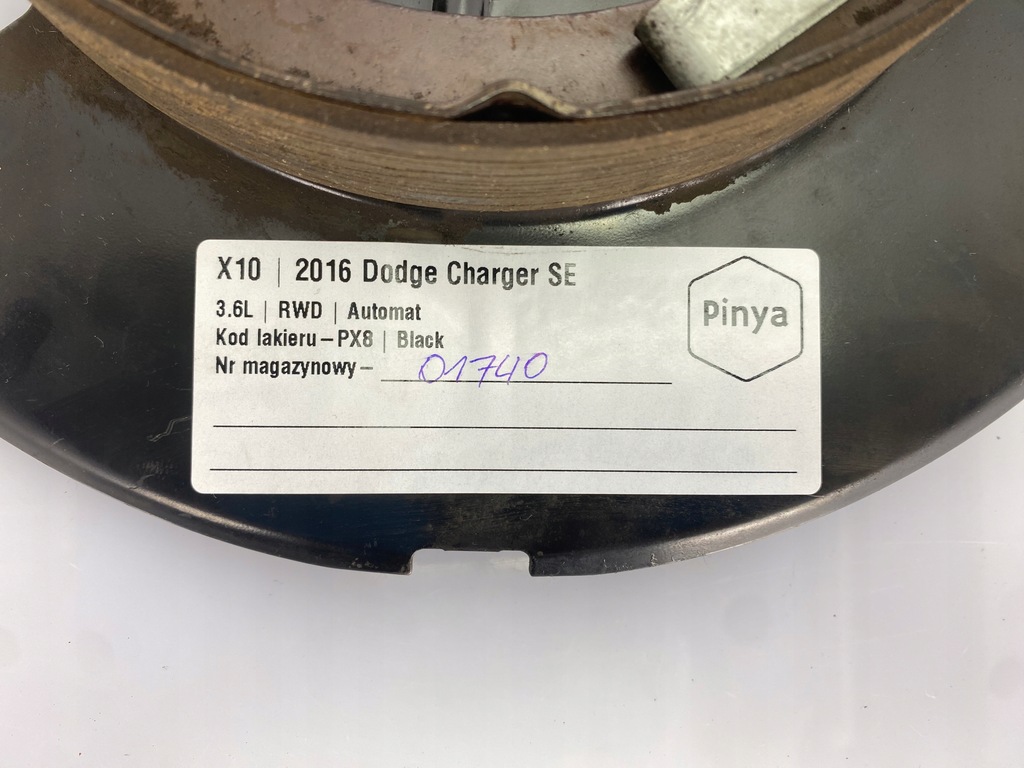 X10 | 2016 Dodge Charger SE
3.6L | RWD | Automat
Kod lakieru – PX8 | Black
Nr magazynowy – 01740
Pinya